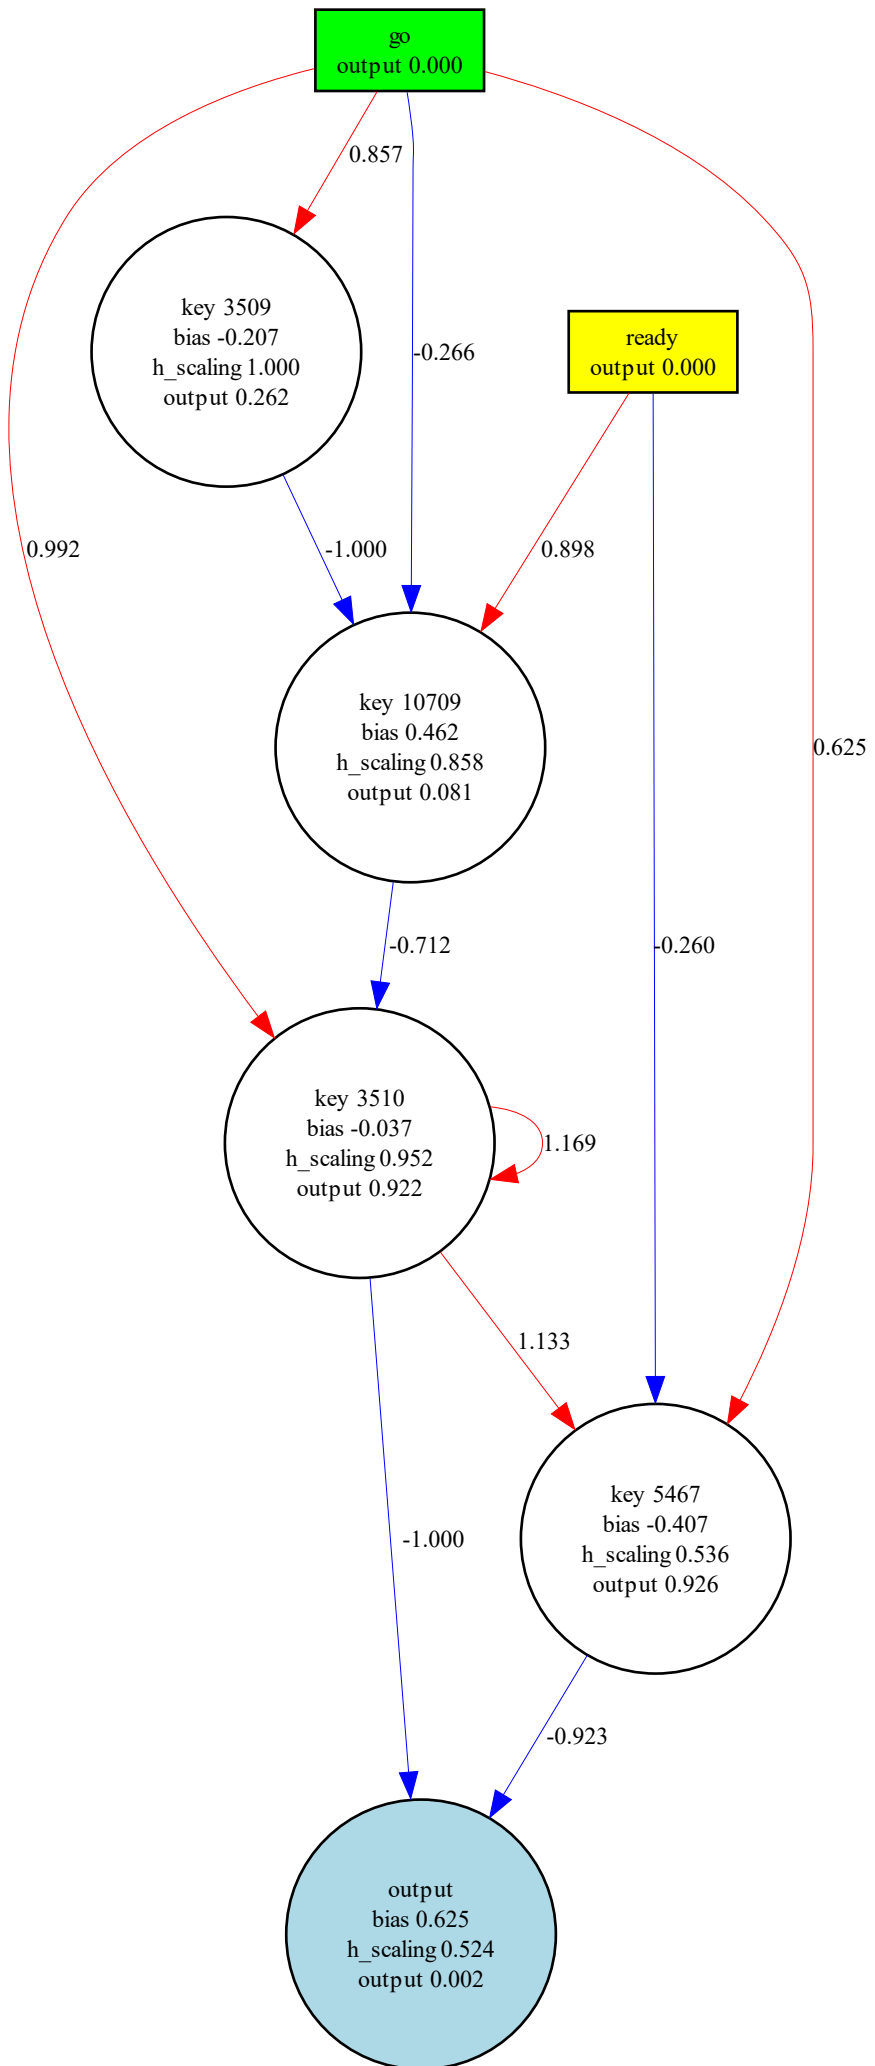 go
output 0.000
0.857
key 3509
bias -0.207
h_scaling 1.000
output 0.262
-0.266
ready
output 0.000
0.992
-1.000
0.898
key 10709
bias 0.462
h_scaling 0.858
output 0.081
0.625
-0.712
-0.260
key 3510
bias -0.037
h_scaling 0.952
output 0.922
1.169
1.133
key 5467
bias -0.407
h_scaling 0.536
output 0.926
-1.000
-0.923
output
bias 0.625
h_scaling 0.524
output 0.002